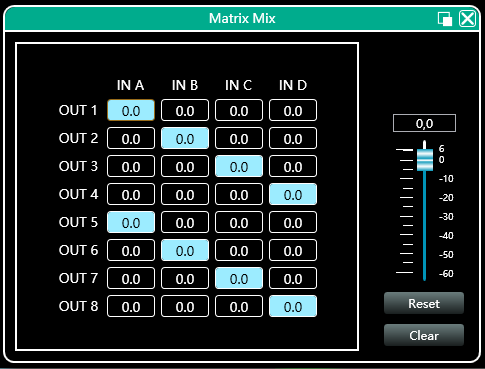 Matrix Mix
IN A IN B IN C IN D
OUT 1 0.0 0.0 0.0 0.0
OUT 2 0.0 0.0 0.0 0.0
OUT 3 0.0 0.0 0.0 0.0
OUT 4 0.0 0.0 0.0 0.0
OUT 5 0.0 0.0 0.0 0.0
OUT 6 0.0 0.0 0.0 0.0
OUT 7 0.0 0.0 0.0 0.0
OUT 8 0.0 0.0 0.0 0.0
0,0
6
0
-10
-20
-30
-40
-50
-60
Reset
Clear